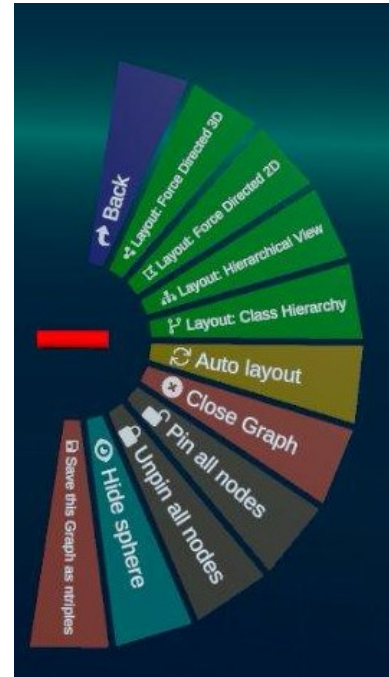 Back
Layout: Force Directed 3D
Layout: Force Directed 2D
Layout: Hierarchical View
Layout: Class Hierarchy
Auto layout
Close Graph
Pin all nodes
Unpin all nodes
Hide sphere
Save this Graph as ntriples